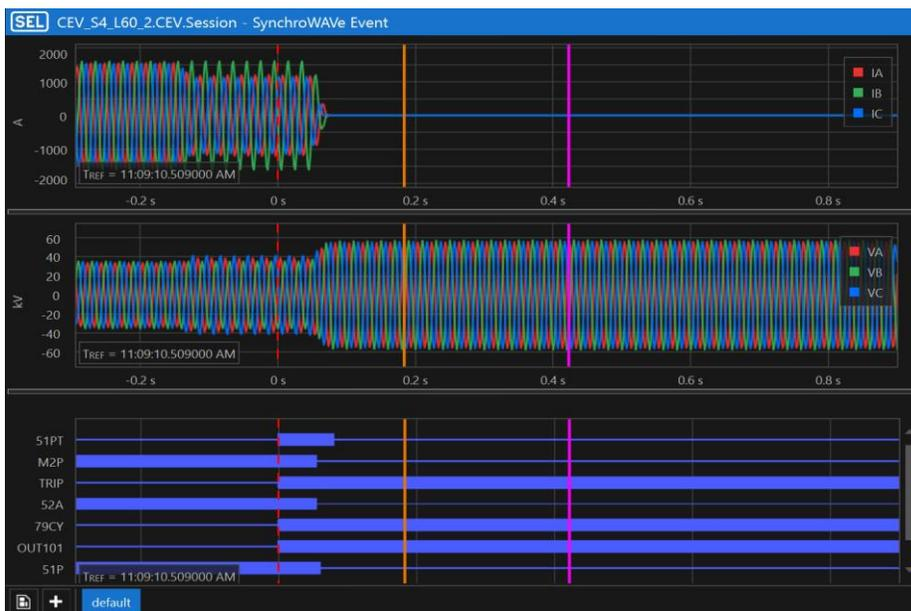 SEL CEV_S4_L60_2.CEV.Session - SynchroWAVe Event
2000
1000
0
-1000
-2000
A
IA
IB
IC
TREF = 11:09:10.509000 AM
-0.2 s 0 s 0.2 s 0.4 s 0.6 s 0.8 s
60
40
20
0
-20
-40
-60
kV
VA
VB
VC
TREF = 11:09:10.509000 AM
-0.2 s 0 s 0.2 s 0.4 s 0.6 s 0.8 s
51PT
M2P
TRIP
52A
79CY
OUT101
51P
TREF = 11:09:10.509000 AM
default